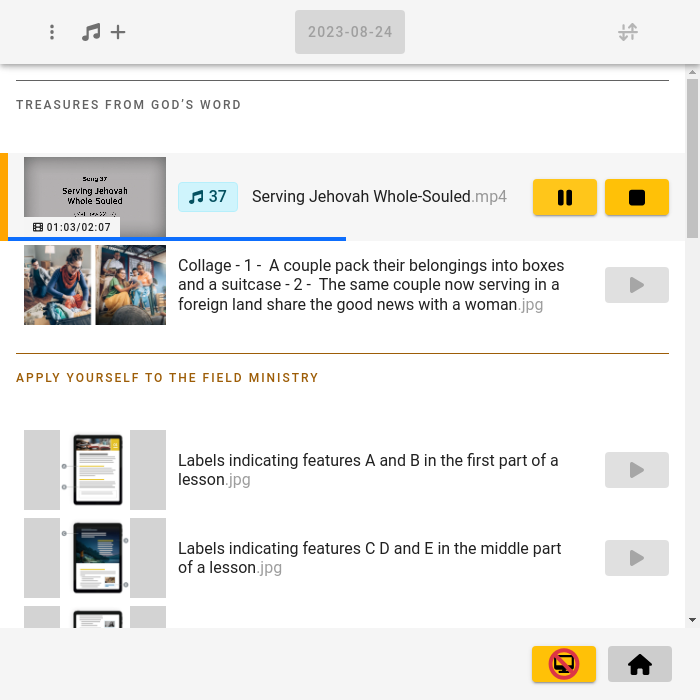 2023-08-24
TREASURES FROM GOD'S WORD
Song 37
Serving Jehovah
Whole Souled
01:03/02:07
37
Serving Jehovah Whole-Souled.mp4
Collage - 1 - A couple pack their belongings into boxes
and a suitcase - 2 - The same couple now serving in a
foreign land share the good news with a woman.jpg
APPLY YOURSELF TO THE FIELD MINISTRY
Labels indicating features A and B in the first part of a
lesson.jpg
Labels indicating features C D and E in the middle part
of a lesson.jpg